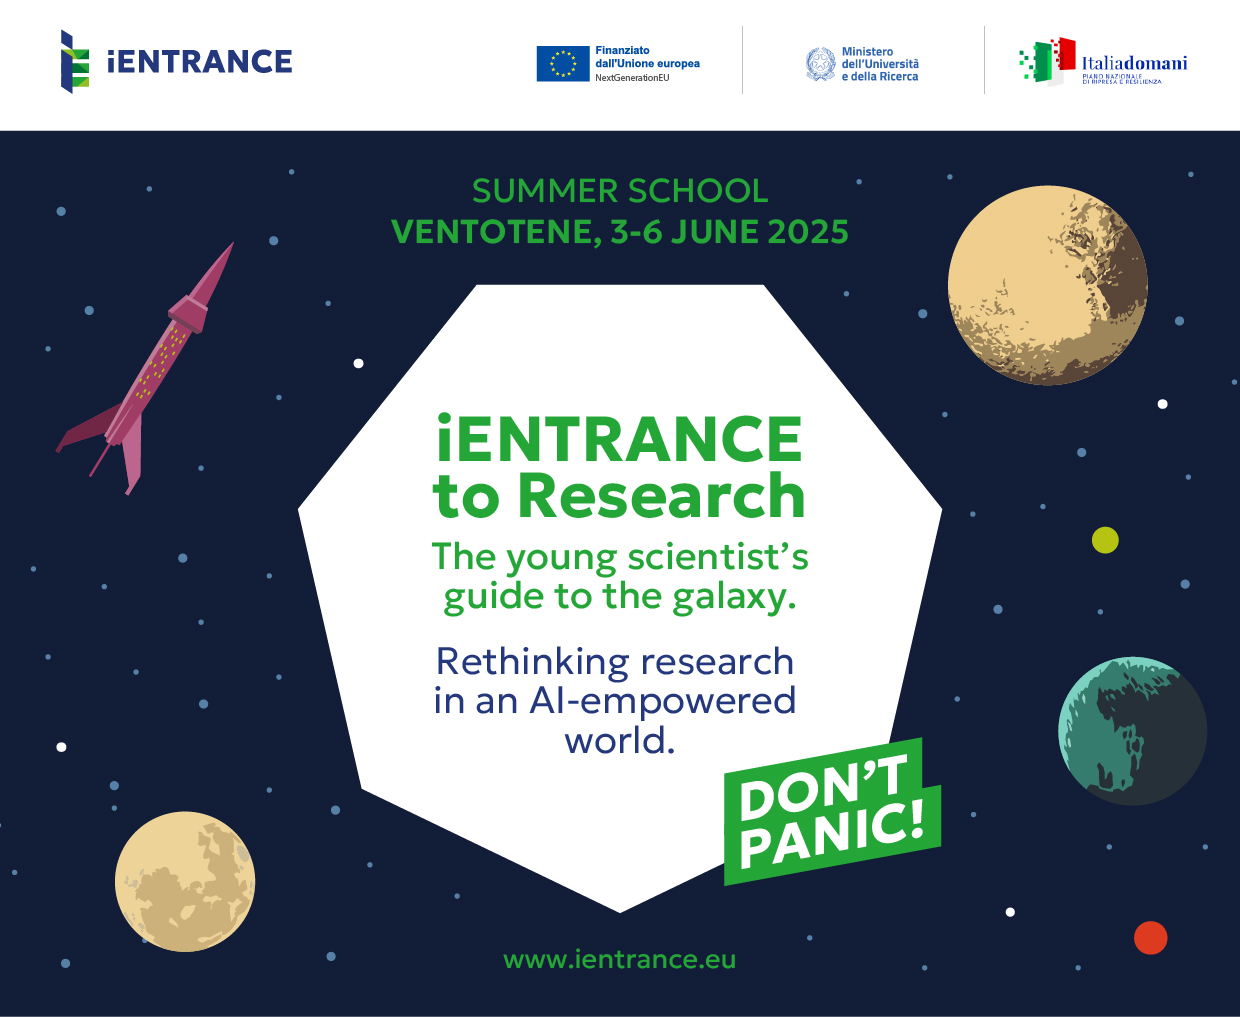 iENTRANCE
Finanziato
dall'Unione europea
NextGenerationEU
Ministero
dell'Università
e della Ricerca
Italiadomani
PIANO NAZIONALE
DI RIPRESA E RESILIENZA
SUMMER SCHOOL
VENTOTENE, 3-6 JUNE 2025
iENTRANCE
to Research
The young scientist's
guide to the galaxy.
Rethinking research
in an AI-empowered
world.
DON'T
PANIC!
www.ientrance.eu